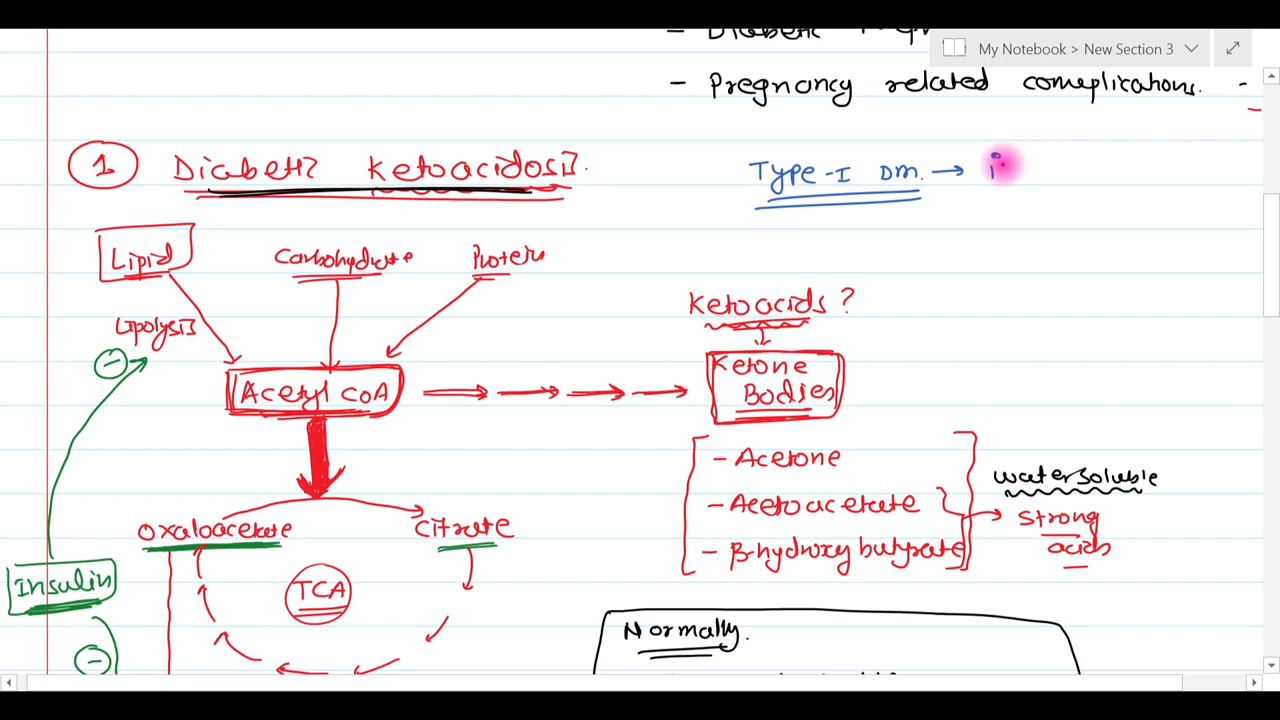 - Diabetic
My Notebook > New Section 3
- Pregnancy related complications. -
1 Diabetic Ketoacidosis.
Type-I DM. → i
Lipid Carbohydrate Protein
Ketoacids ?
Lipolysis
Acetyl CoA
Ketone
Bodies
- Acetone
- Acetoacetate
- β-hydroxy butyrate
water soluble
strong
acids
Oxaloacetate Citrate
TCA
Insulin
Normally.